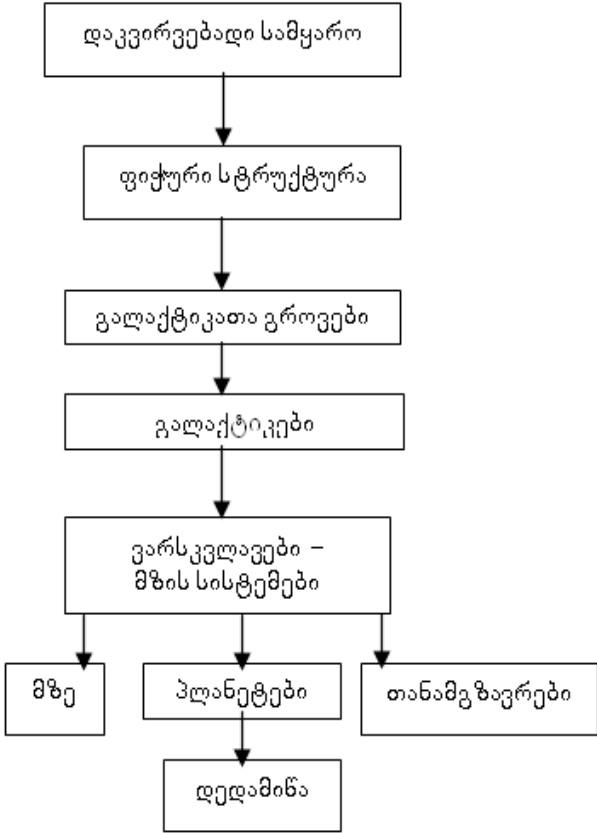 დაკვირვებადი სამყარო
ფიჭური სტრუქტურა
გალაქტიკათა გროვები
გალაქტიკები
ვარსკვლავები –
მზის სისტემები
მზე
პლანეტები
თანამგზავრები
დედამიწა